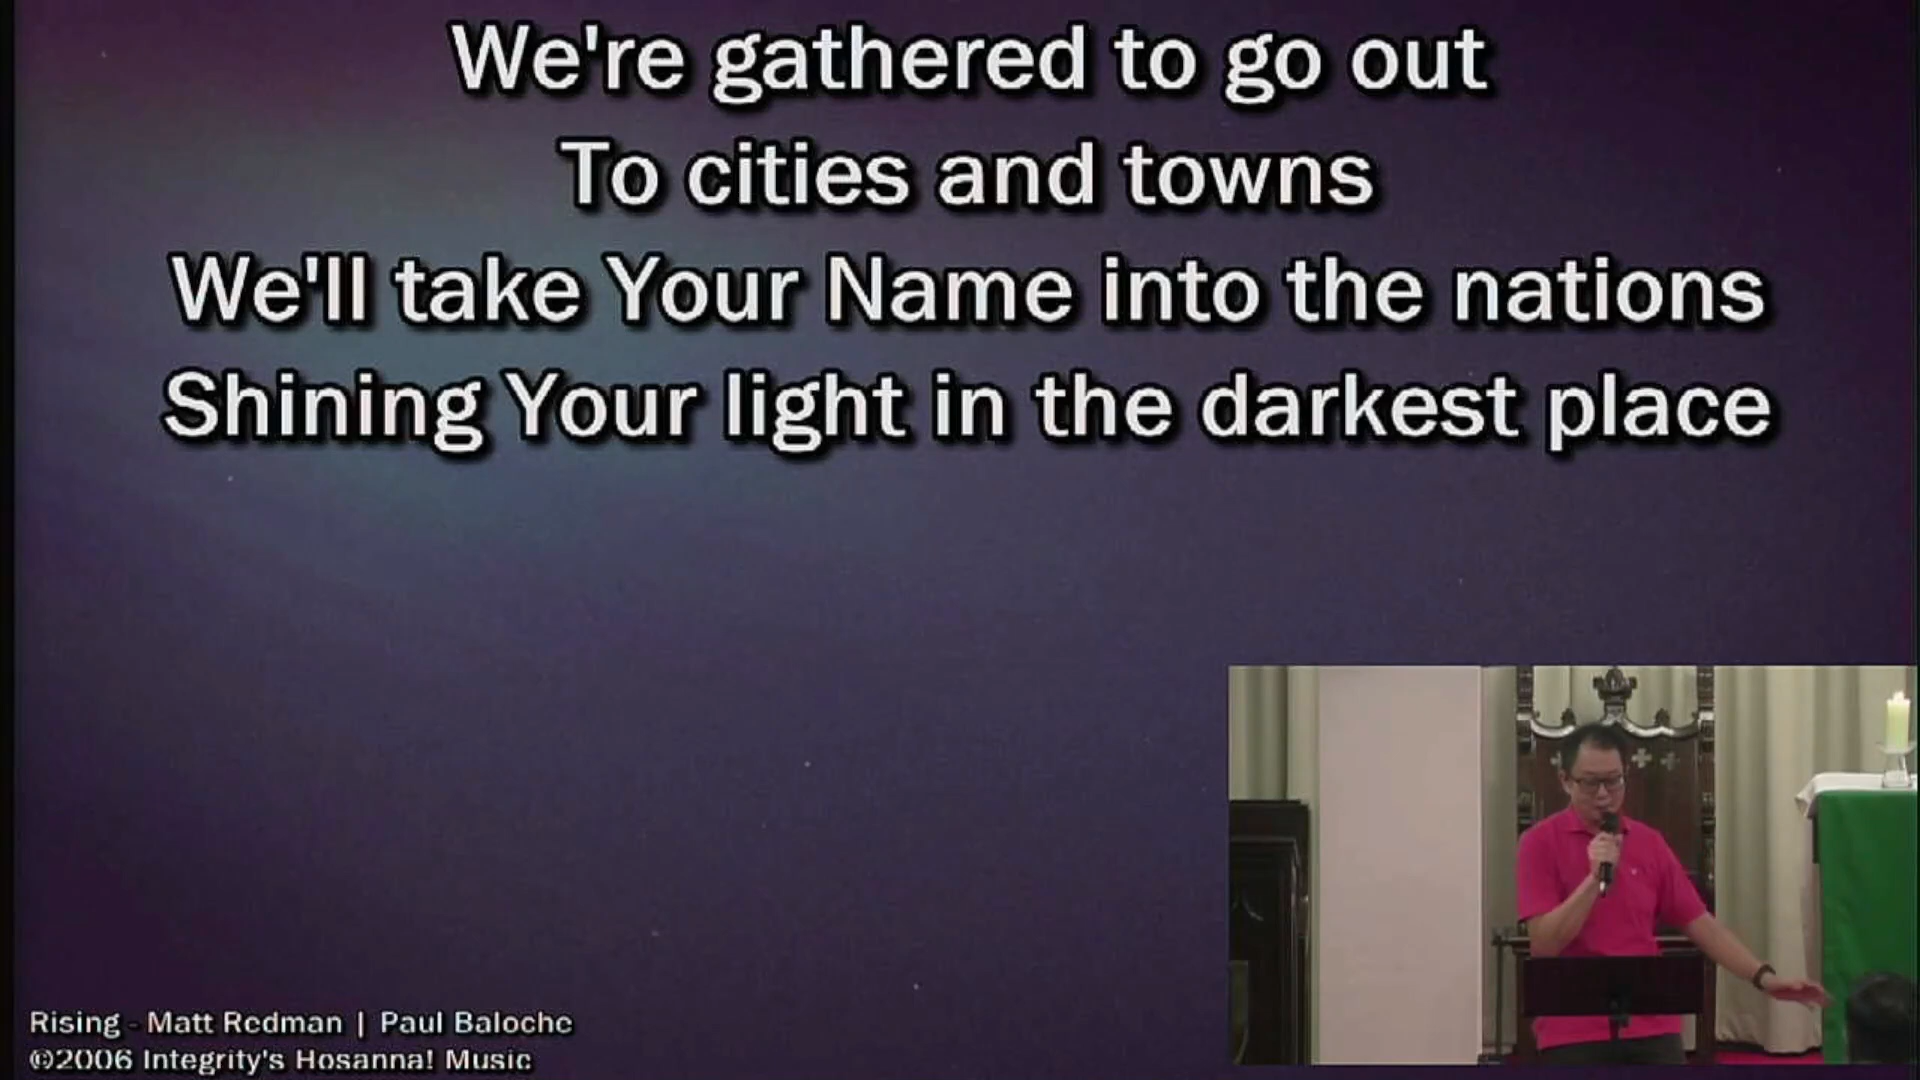 We're gathered to go out
To cities and towns
We'll take Your Name into the nations
Shining Your light in the darkest place
Rising - Matt Redman | Paul Baloche
©2006 Integrity's Hosanna! Music